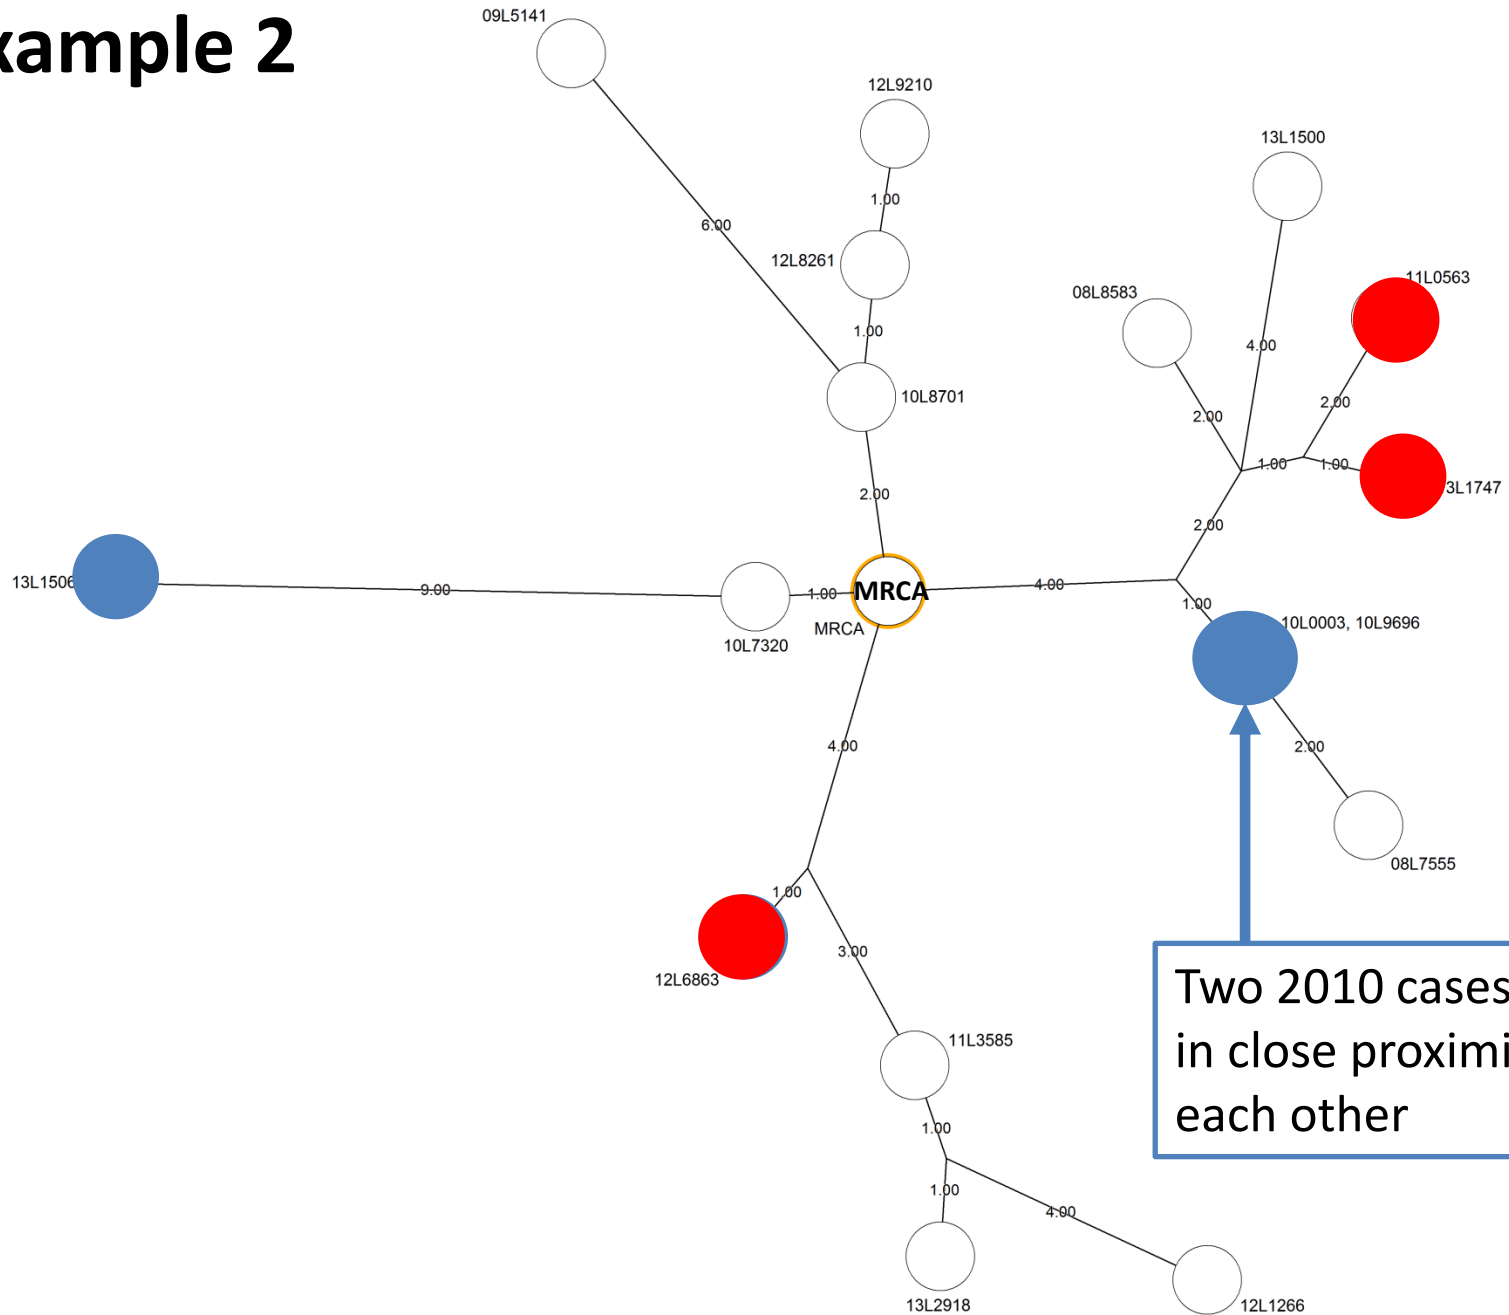 xample 2
09L5141
12L9210
13L1500
6.00
1.00
12L8261
11L0563
08L8583
1.00
4.00
10L8701
2.00
2.00
1.00
1.00
3L1747
2.00
2.00
13L1506
9.00
1.00
MRCA
4.00
1.00
MRCA
10L0003, 10L9696
10L7320
4.00
2.00
08L7555
1.00
3.00
12L6863
Two 2010 cases
in close proximi
each other
11L3585
1.00
1.00
4.00
13L2918
12L1266